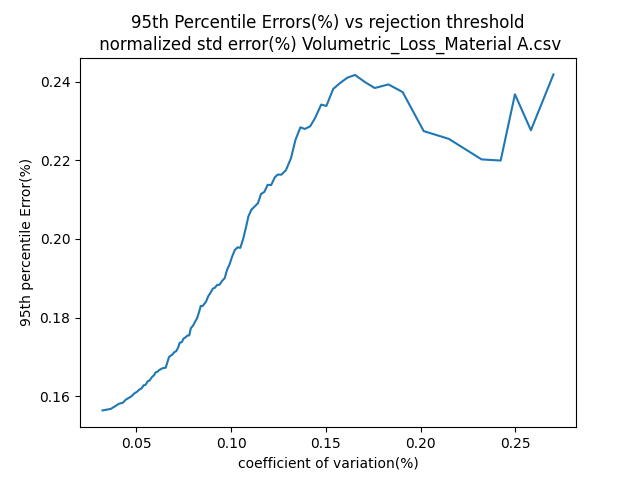 95th Percentile Errors(%) vs rejection threshold
normalized std error(%) Volumetric_Loss_Material A.csv
0.24
0.22
0.20
0.18
0.16
95th percentile Error(%)
0.05 0.10 0.15 0.20 0.25
coefficient of variation(%)